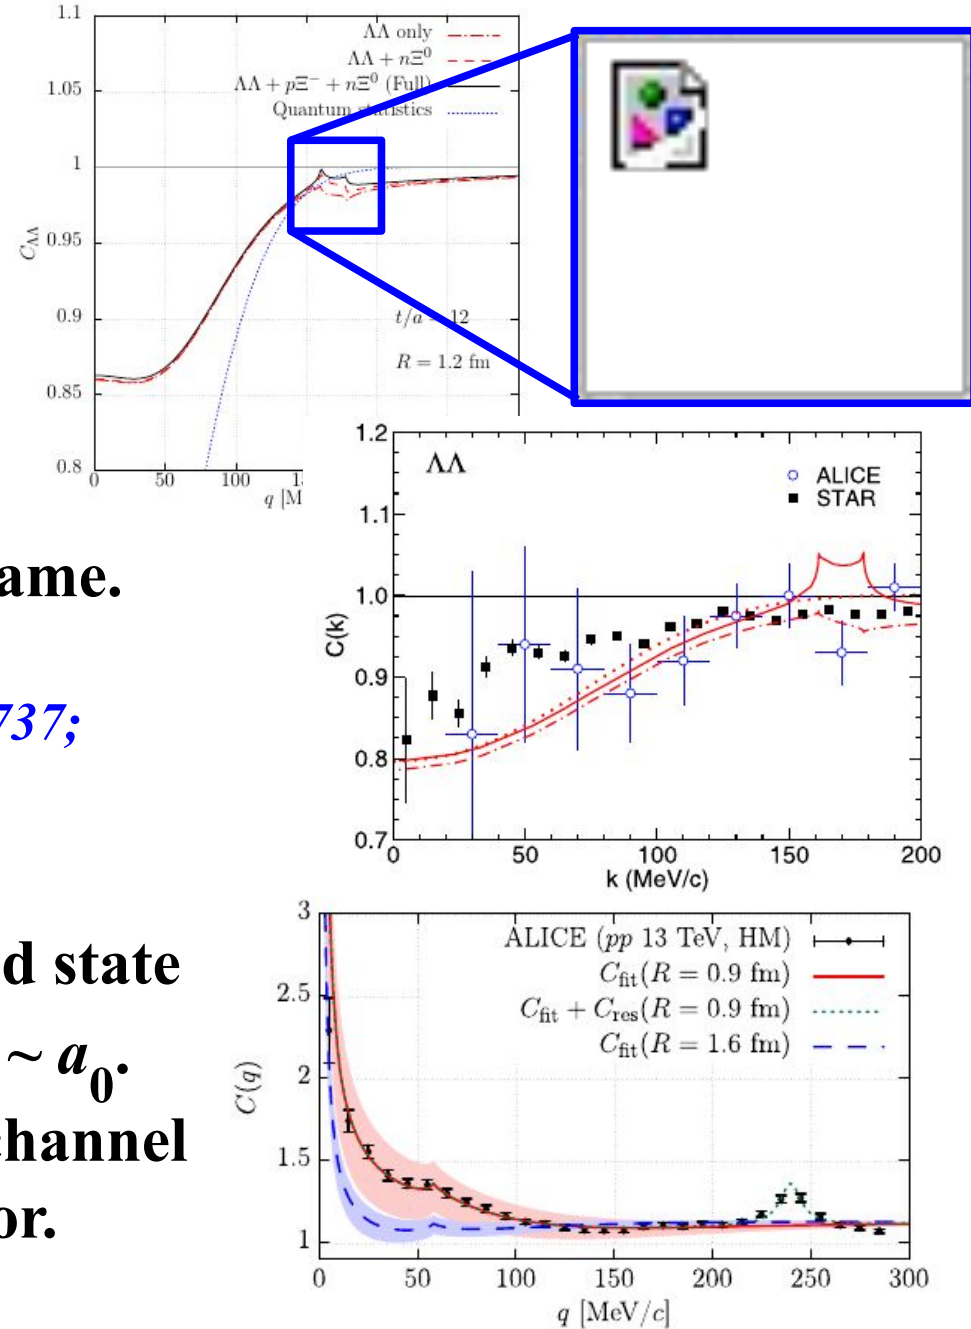 1.1
1.05
1
0.95
0.9
0.85
0.8
C_ΛΛ
0 50 100
q [M
ΛΛ only
ΛΛ + nΞ⁰
ΛΛ + pΞ⁻ + nΞ⁰ (Full)
Quantum statistics
t/a 12
R = 1.2 fm
ame.
737;
1.2
1.1
1.0
0.9
0.8
0.7
C(k)
ΛΛ
ALICE
STAR
0 50 100 150 200
k (MeV/c)
d state
~ a₀.
channel
or.
3
2.5
2
1.5
1
C(q)
ALICE (pp 13 TeV, HM)
C_fit(R = 0.9 fm)
C_fit + C_res(R = 0.9 fm)
C_fit(R = 1.6 fm)
0 50 100 150 200 250 300
q [MeV/c]